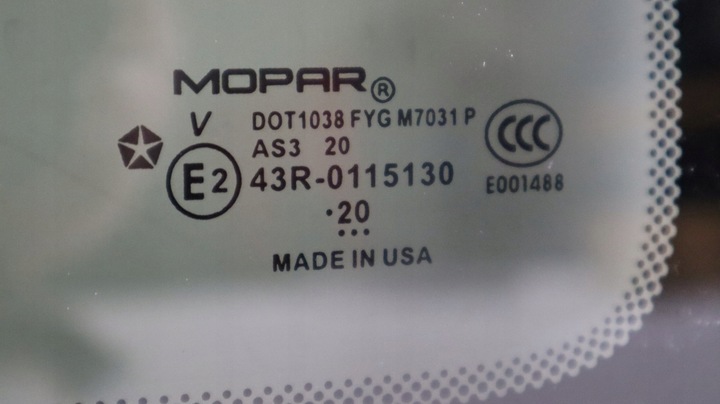 MOPAR®
V DOT1038 FYG M7031 P
AS3 20
CCC
E2 43R-0115130
E001488
·20
...
MADE IN USA